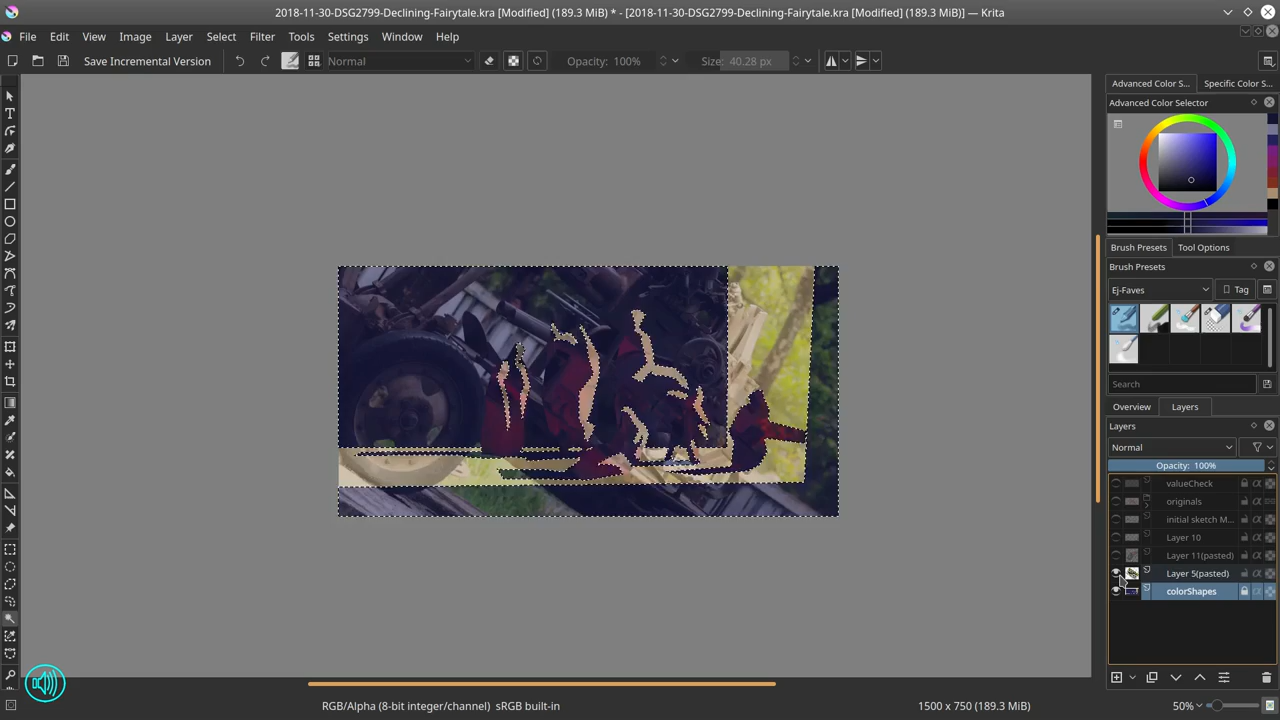 2018-11-30-DSG2799-Declining-Fairytale.kra [Modified] (189.3 MiB) * - [2018-11-30-DSG2799-Declining-Fairytale.kra [Modified] (189.3 MiB)] — Krita
File Edit View Image Layer Select Filter Tools Settings Window Help
Save Incremental Version Normal Opacity: 100% Size: 40.28 px
Advanced Color S... Specific Color S...
Advanced Color Selector
Brush Presets Tool Options
Brush Presets
Ej-Faves Tag
Search
Overview Layers
Layers
Normal
Opacity: 100%
valueCheck
originals
initial sketch M...
Layer 10
Layer 11(pasted)
Layer 5(pasted)
colorShapes
RGB/Alpha (8-bit integer/channel) sRGB built-in 1500 x 750 (189.3 MiB) 50%